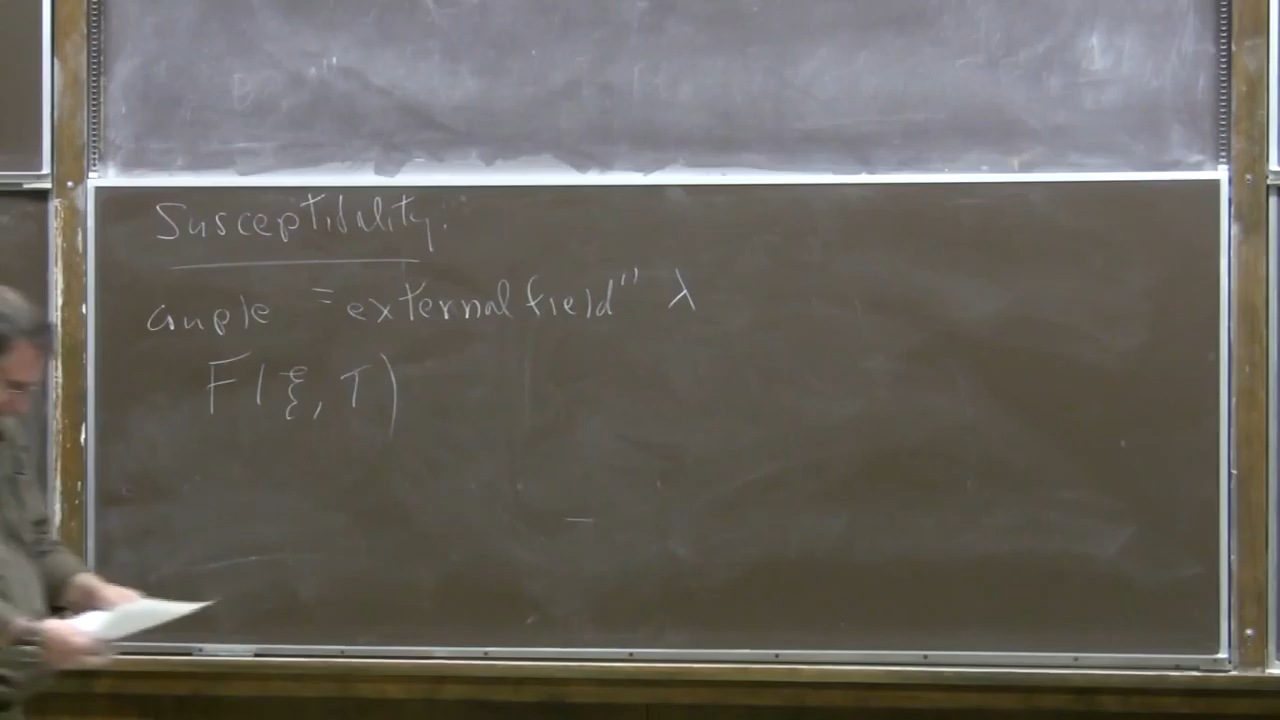 Susceptibility:
couple "external field" λ
F(ξ, T)